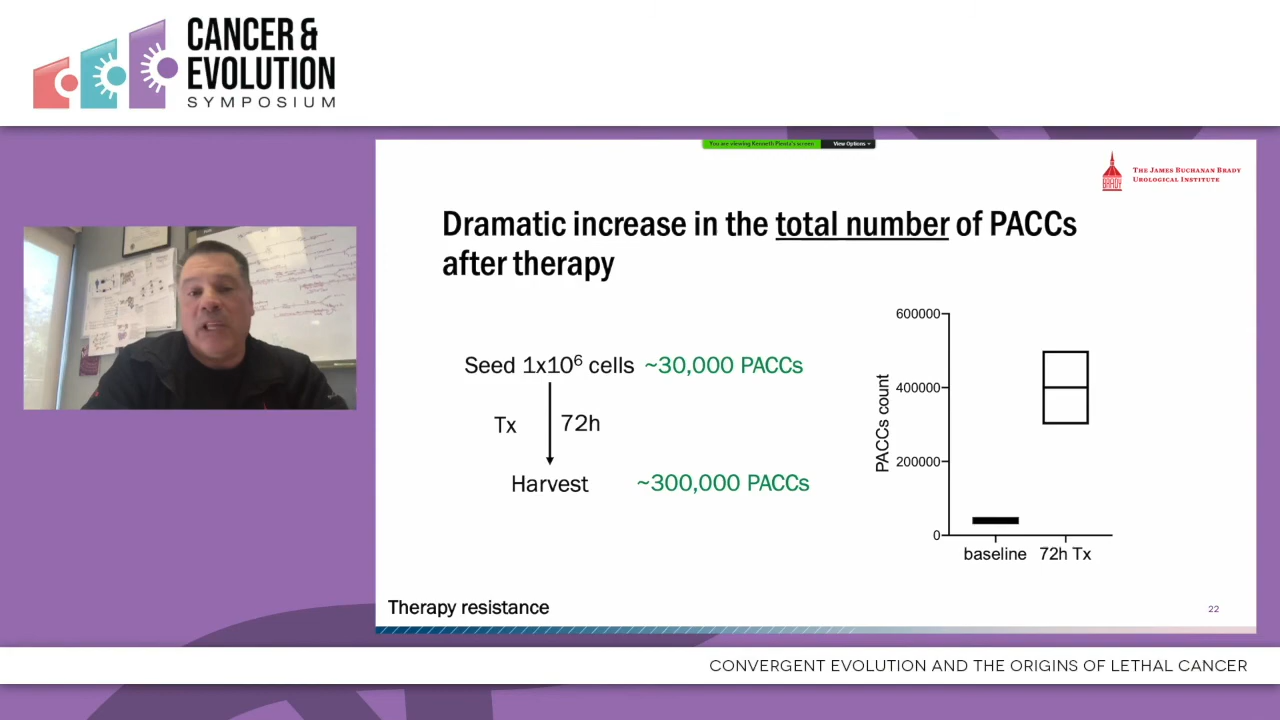 CANCER &
EVOLUTION
SYMPOSIUM
You are viewing Kenneth Pienta's screen View Options
THE JAMES BUCHANAN BRADY
UROLOGICAL INSTITUTE
BRADY
Dramatic increase in the total number of PACCs
after therapy
Seed 1x10⁶ cells ~30,000 PACCs
Tx 72h
Harvest ~300,000 PACCs
600000
400000
200000
0
PACCs count
baseline 72h Tx
Therapy resistance
22
CONVERGENT EVOLUTION AND THE ORIGINS OF LETHAL CANCER